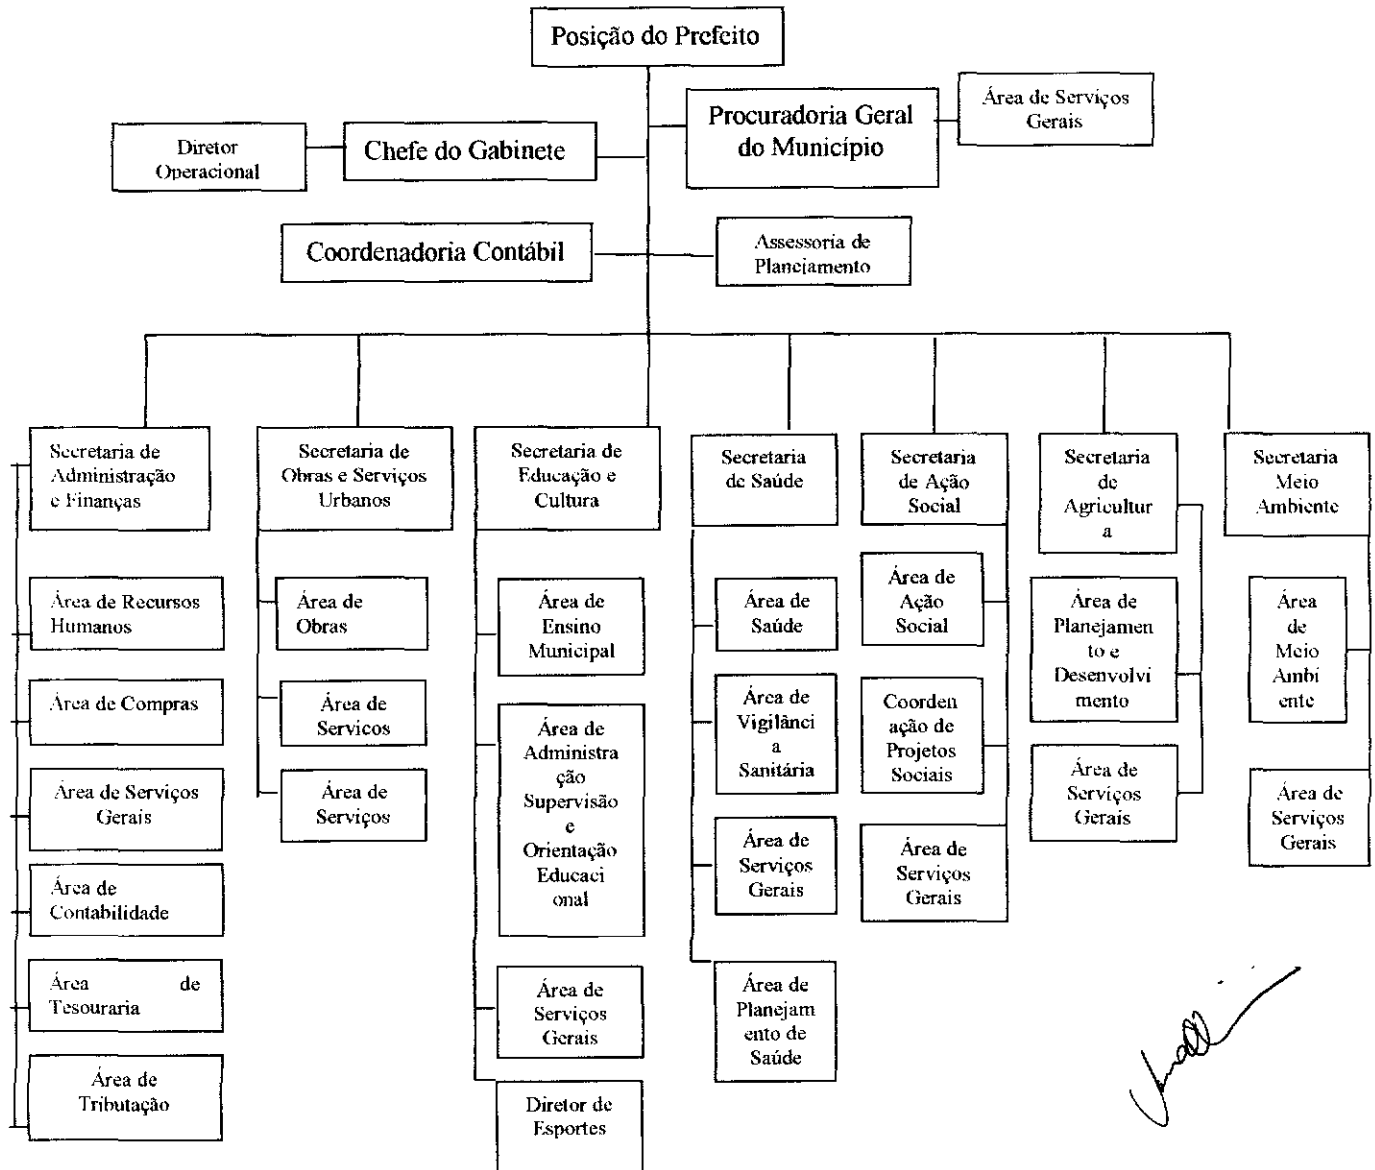 Posição do Prefeito
Procuradoria Geral
do Município
Área de Serviços
Gerais
Diretor
Operacional
Chefe do Gabinete
Coordenadoria Contábil
Assessoria de
Planejamento
Secretaria de
Administração
e Finanças
Secretaria de
Obras e Serviços
Urbanos
Secretaria de
Educação e
Cultura
Secretaria
de Saúde
Secretaria
de Ação
Social
Secretaria
de
Agricultur
a
Secretaria
Meio
Ambiente
Área de Recursos
Humanos
Área de Compras
Área de Serviços
Gerais
Área de
Contabilidade
Área de
Tesouraria
Área de
Tributação
Área de
Obras
Área de
Servicos
Área de
Serviços
Área de
Ensino
Municipal
Área de
Administra
ção
Supervisão
e
Orientação
Educaci
onal
Área de
Serviços
Gerais
Diretor de
Esportes
Área de
Saúde
Área de
Vigilânci
a
Sanitária
Área de
Serviços
Gerais
Área de
Planejam
ento de
Saúde
Área de
Ação
Social
Coorden
ação de
Projetos
Sociais
Área de
Serviços
Gerais
Área de
Planejamen
to e
Desenvolvi
mento
Área de
Serviços
Gerais
Área
de
Meio
Ambi
ente
Área de
Serviços
Gerais